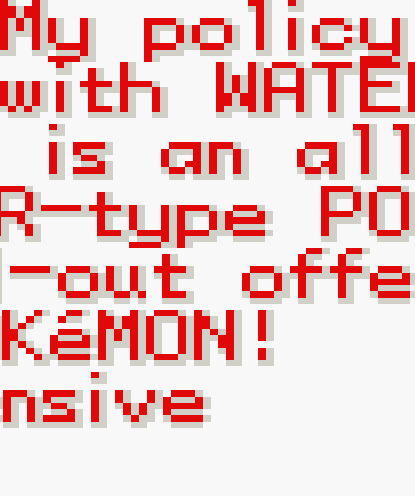 My policy
with WATE
is an all
R-type PO
-out offe
KéMON!
nsive